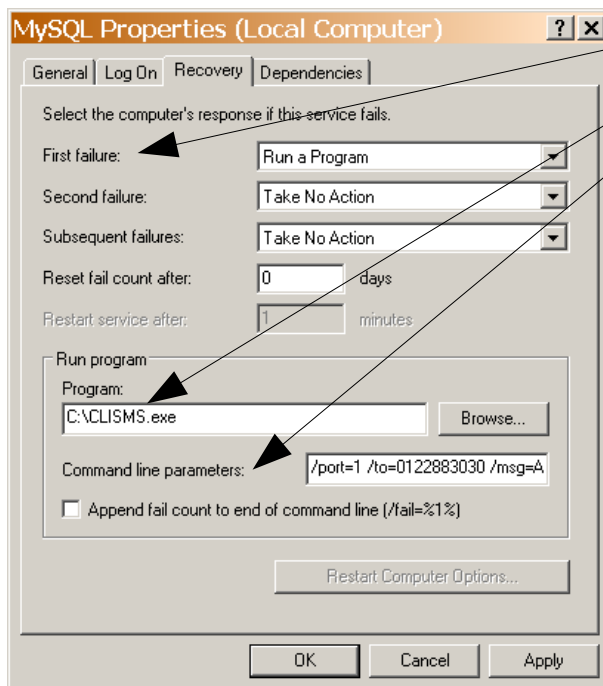 MySQL Properties (Local Computer)
General Log On Recovery Dependencies
Select the computer's response if this service fails.
First failure: Run a Program
Second failure: Take No Action
Subsequent failures: Take No Action
Reset fail count after: 0 days
Restart service after: 1 minutes
Run program
Program:
C:\CLISMS.exe Browse...
Command line parameters: /port=1 /to=0122883030 /msg=A
Append fail count to end of command line (/fail=%1%)
Restart Computer Options...
OK Cancel Apply